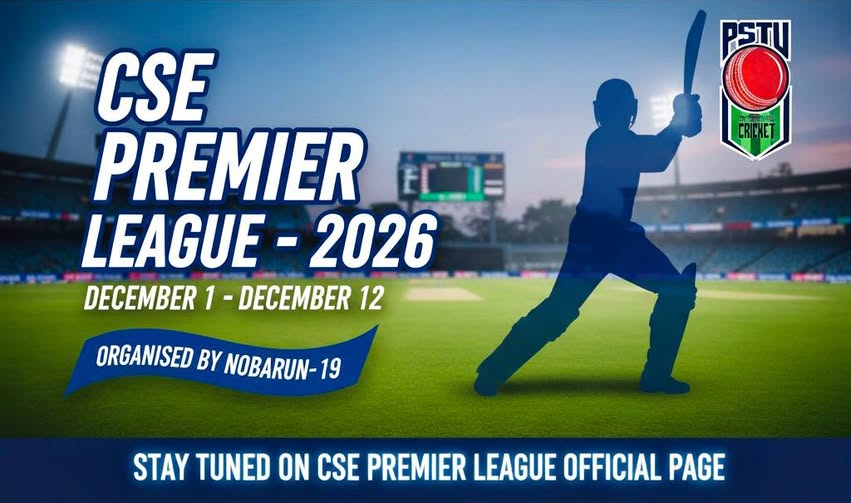 CSE
PREMIER
LEAGUE - 2026
DECEMBER 1 - DECEMBER 12
ORGANISED BY NOBARUN-19
PSTU
CRICKET
STAY TUNED ON CSE PREMIER LEAGUE OFFICIAL PAGE